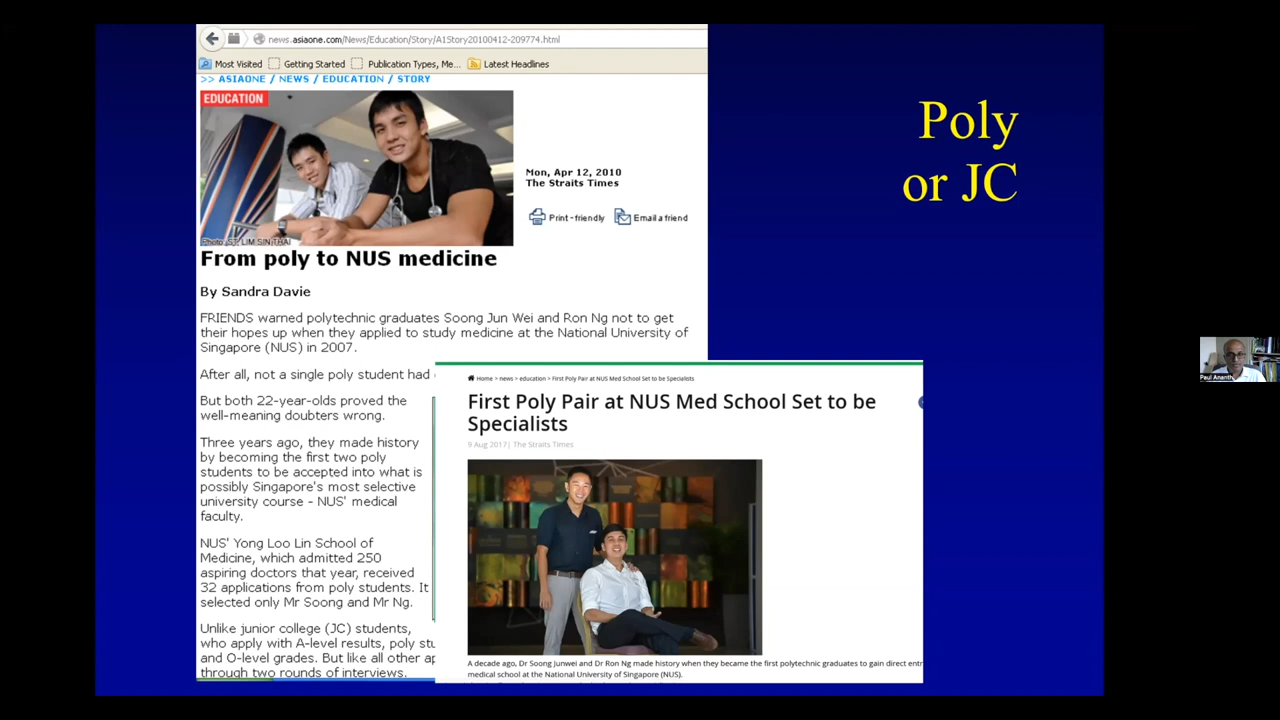 news.asiaone.com/News/Education/Story/A1Story20100412-209774.html
Most Visited Getting Started Publication Types, Me... Latest Headlines
>> ASIAONE / NEWS / EDUCATION / STORY
EDUCATION
Photo: ST, LIM SIN THAI
Mon, Apr 12, 2010
The Straits Times
Print-friendly Email a friend
From poly to NUS medicine
By Sandra Davie
FRIENDS warned polytechnic graduates Soong Jun Wei and Ron Ng not to get
their hopes up when they applied to study medicine at the National University of
Singapore (NUS) in 2007.
After all, not a single poly student had
But both 22-year-olds proved the
well-meaning doubters wrong.
Three years ago, they made history
by becoming the first two poly
students to be accepted into what is
possibly Singapore's most selective
university course - NUS' medical
faculty.
NUS' Yong Loo Lin School of
Medicine, which admitted 250
aspiring doctors that year, received
32 applications from poly students. It
selected only Mr Soong and Mr Ng.
Unlike junior college (JC) students,
who apply with A-level results, poly stu
and O-level grades. But like all other ap
through two rounds of interviews.
Home > news > education > First Poly Pair at NUS Med School Set to be Specialists
First Poly Pair at NUS Med School Set to be
Specialists
9 Aug 2017| The Straits Times
A decade ago, Dr Soong Junwei and Dr Ron Ng made history when they became the first polytechnic graduates to gain direct entr
medical school at the National University of Singapore (NUS).
Poly
or JC
Paul Ananth